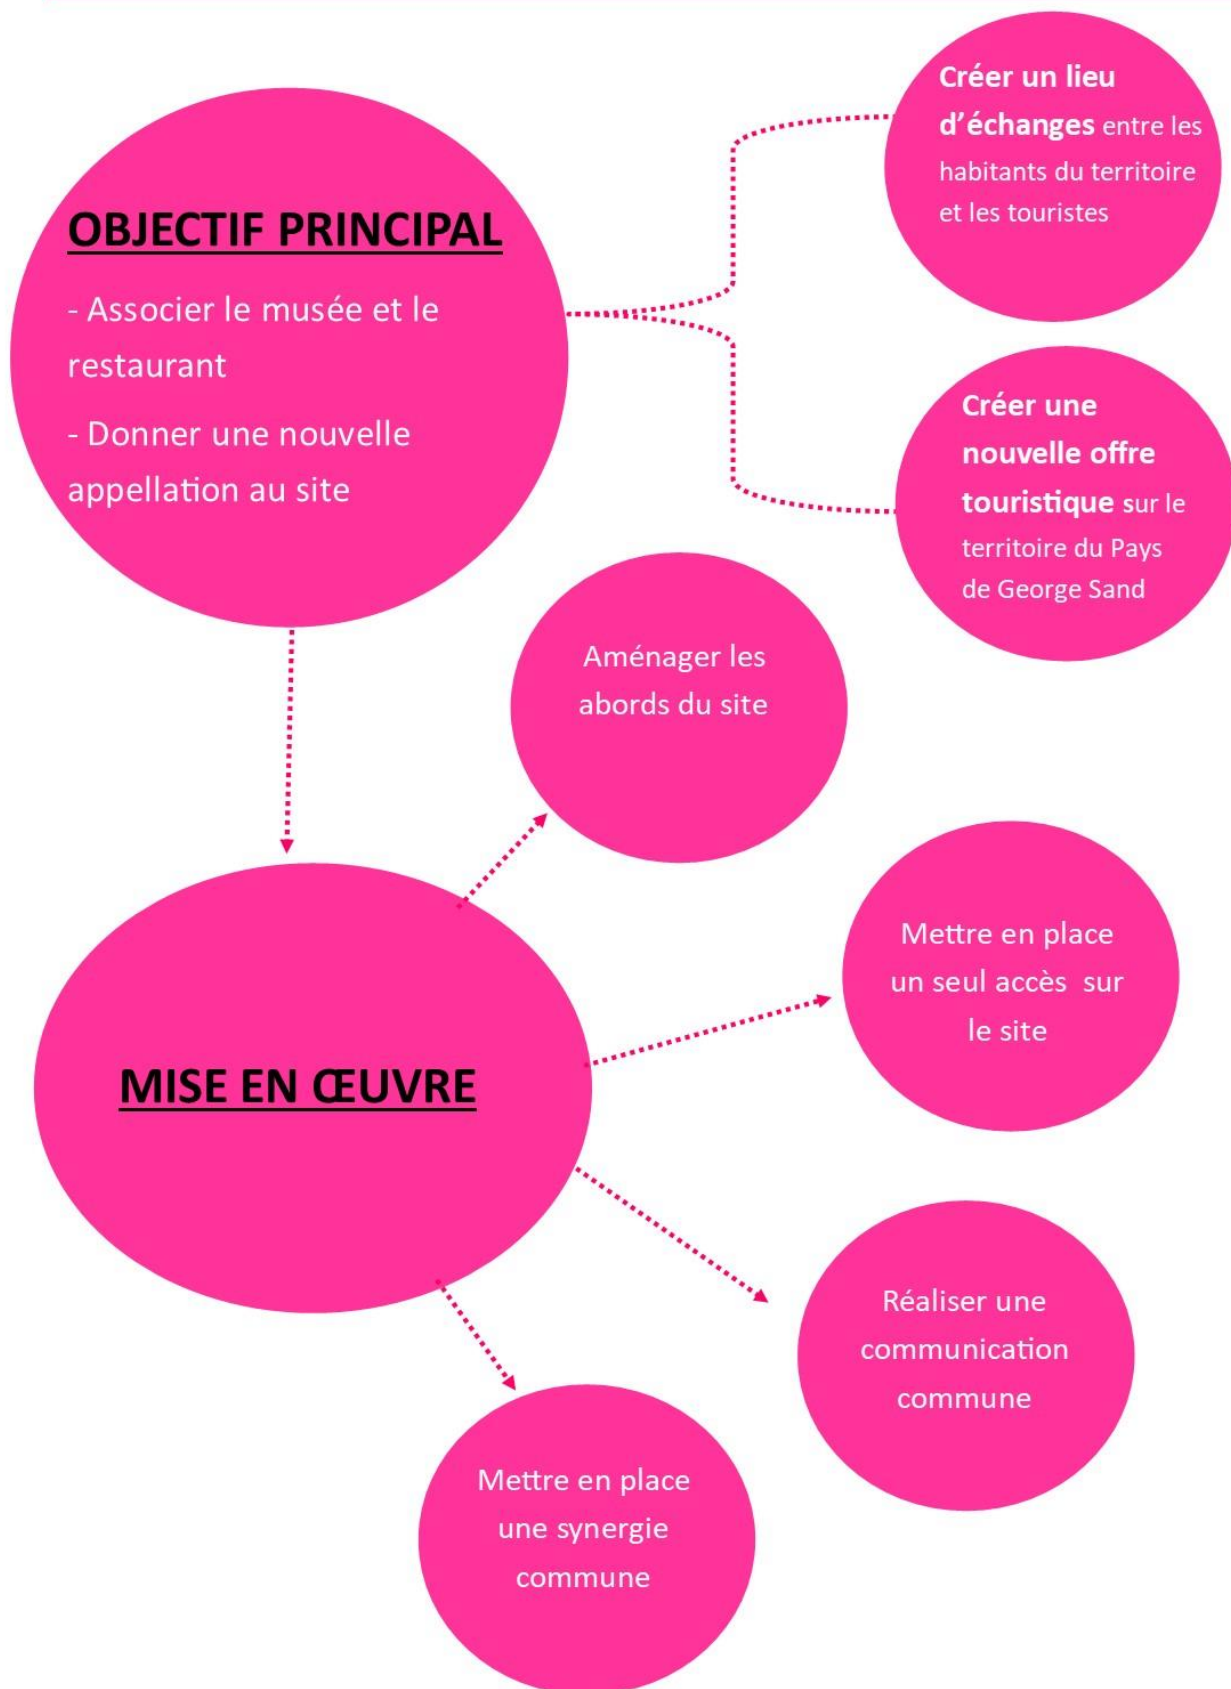 OBJECTIF PRINCIPAL
- Associer le musée et le
restaurant
- Donner une nouvelle
appellation au site
Créer un lieu
d’échanges entre les
habitants du territoire
et les touristes
Créer une
nouvelle offre
touristique sur le
territoire du Pays
de George Sand
Aménager les
abords du site
MISE EN ŒUVRE
Mettre en place
un seul accès sur
le site
Réaliser une
communication
commune
Mettre en place
une synergie
commune